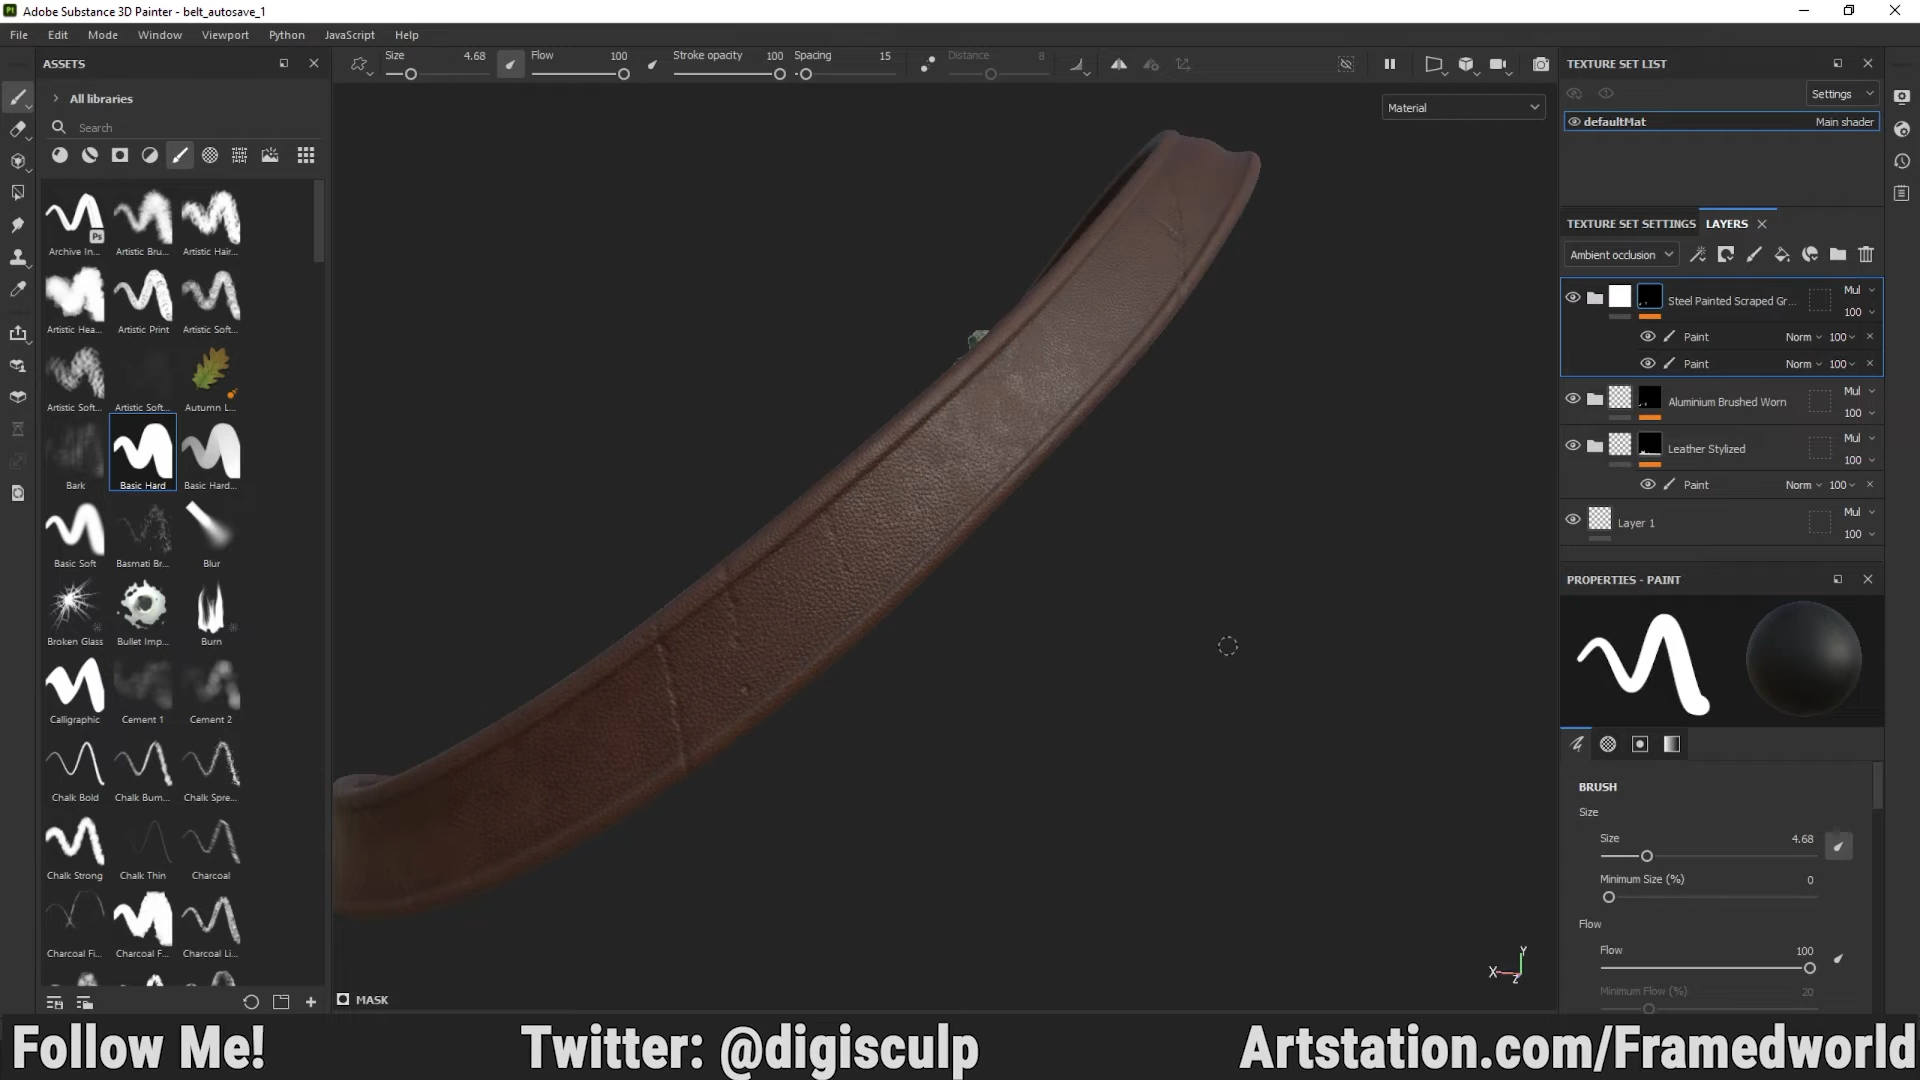 Adobe Substance 3D Painter - belt_autosave_1
File Edit Mode Window Viewport Python JavaScript Help
ASSETS
All libraries
Search
Archive In...
Artistic Bru...
Artistic Hair...
Artistic Hea...
Artistic Print
Artistic Soft...
Artistic Soft...
Artistic Soft...
Autumn L...
Bark
Basic Hard
Basic Hard...
Basic Soft
Basmati Br...
Blur
Broken Glass
Bullet Imp...
Burn
Calligraphic
Cement 1
Cement 2
Chalk Bold
Chalk Bum...
Chalk Spre...
Chalk Strong
Chalk Thin
Charcoal
Charcoal Fi...
Charcoal F...
Charcoal Li...
Size 4.68
Flow 100
Stroke opacity 100
Spacing 15
Distance 8
Material
Y
X
Z
MASK
TEXTURE SET LIST
Settings
defaultMat Main shader
TEXTURE SET SETTINGS LAYERS
Ambient occlusion
Steel Painted Scraped Gr... Mul
100
Paint Norm 100
Paint Norm 100
Aluminium Brushed Worn Mul
100
Leather Stylized Mul
100
Paint Norm 100
Layer 1 Mul
100
PROPERTIES - PAINT
BRUSH
Size
Size 4.68
Minimum Size (%) 0
Flow
Flow 100
Minimum Flow (%) 20
Follow Me! Twitter: @digisculp Artstation.com/Framedworld